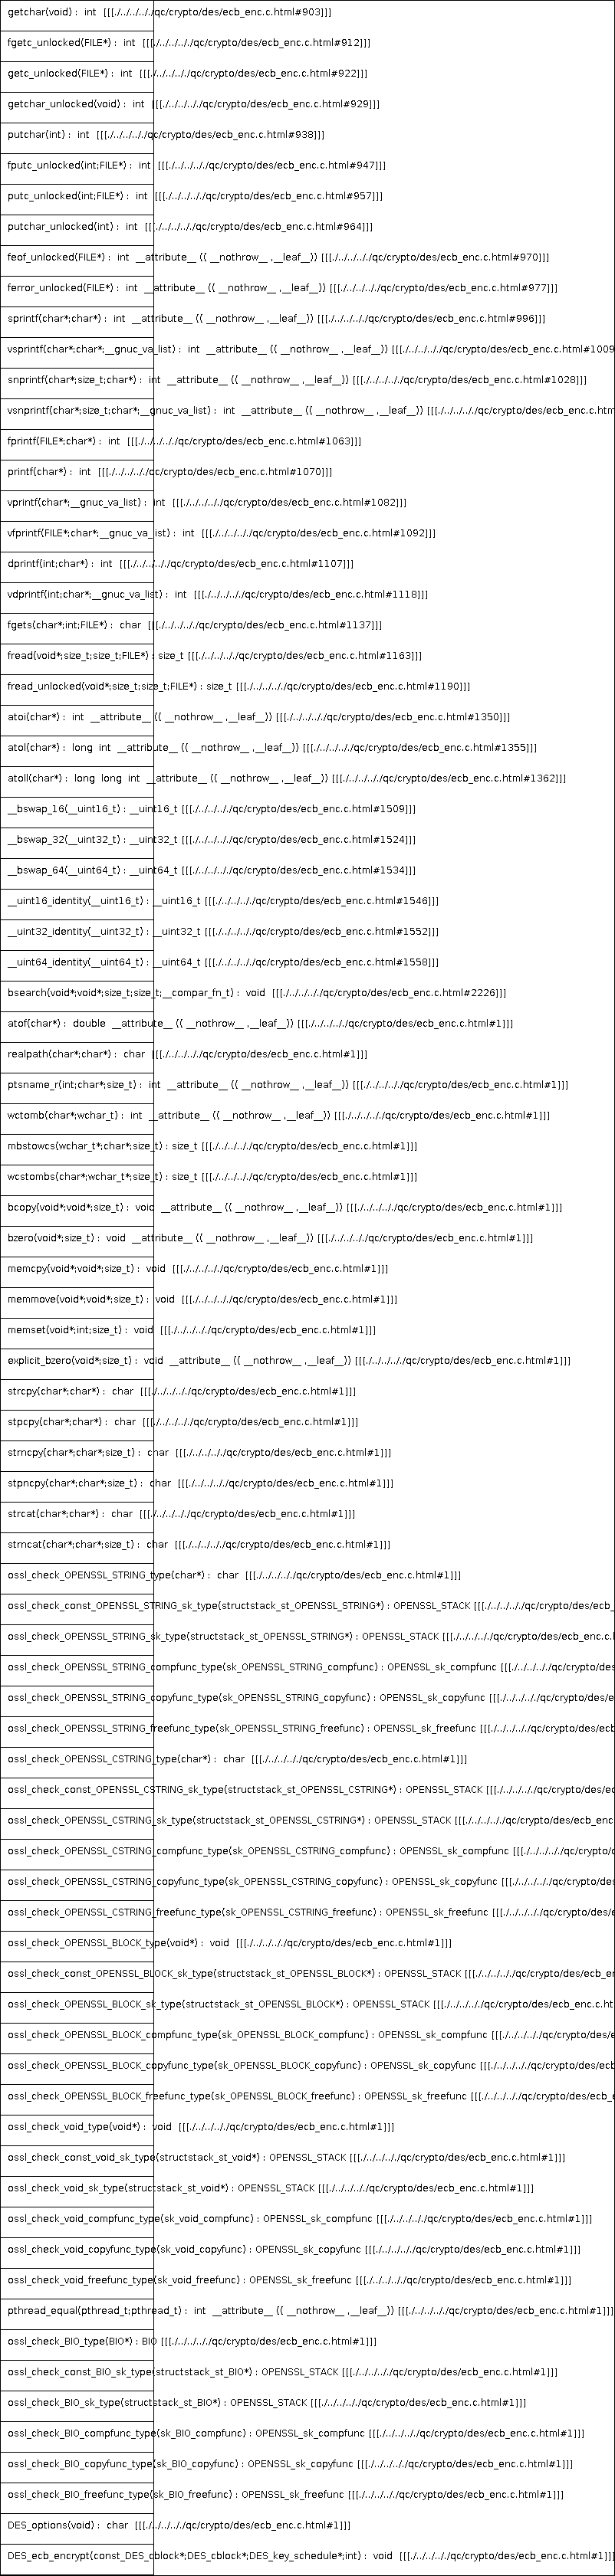 getchar(void) : int [[[./../../../qc/crypto/des/ecb_enc.c.html#903]]]
fgetc_unlocked(FILE*) : int [[[./../../../qc/crypto/des/ecb_enc.c.html#912]]]
getc_unlocked(FILE*) : int [[[./../../../qc/crypto/des/ecb_enc.c.html#922]]]
getchar_unlocked(void) : int [[[./../../../qc/crypto/des/ecb_enc.c.html#929]]]
putchar(int) : int [[[./../../../qc/crypto/des/ecb_enc.c.html#938]]]
fputc_unlocked(int;FILE*) : int [[[./../../../qc/crypto/des/ecb_enc.c.html#947]]]
putc_unlocked(int;FILE*) : int [[[./../../../qc/crypto/des/ecb_enc.c.html#957]]]
putchar_unlocked(int) : int [[[./../../../qc/crypto/des/ecb_enc.c.html#964]]]
feof_unlocked(FILE*) : int __attribute__ (( __nothrow__ ,__leaf__)) [[[./../../../qc/crypto/des/ecb_enc.c.html#970]]]
ferror_unlocked(FILE*) : int __attribute__ (( __nothrow__ ,__leaf__)) [[[./../../../qc/crypto/des/ecb_enc.c.html#977]]]
sprintf(char*;char*) : int __attribute__ (( __nothrow__ ,__leaf__)) [[[./../../../qc/crypto/des/ecb_enc.c.html#996]]]
vsprintf(char*;char*;__gnuc_va_list) : int __attribute__ (( __nothrow__ ,__leaf__)) [[[./../../../qc/crypto/des/ecb_enc.c.html#1009
snprintf(char*;size_t;char*) : int __attribute__ (( __nothrow__ ,__leaf__)) [[[./../../../qc/crypto/des/ecb_enc.c.html#1028]]]
vsnprintf(char*;size_t;char*;__gnuc_va_list) : int __attribute__ (( __nothrow__ ,__leaf__)) [[[./../../../qc/crypto/des/ecb_enc.c.htm
fprintf(FILE*;char*) : int [[[./../../../qc/crypto/des/ecb_enc.c.html#1063]]]
printf(char*) : int [[[./../../../qc/crypto/des/ecb_enc.c.html#1070]]]
vprintf(char*;__gnuc_va_list) : int [[[./../../../qc/crypto/des/ecb_enc.c.html#1082]]]
vfprintf(FILE*;char*;__gnuc_va_list) : int [[[./../../../qc/crypto/des/ecb_enc.c.html#1092]]]
dprintf(int;char*) : int [[[./../../../qc/crypto/des/ecb_enc.c.html#1107]]]
vdprintf(int;char*;__gnuc_va_list) : int [[[./../../../qc/crypto/des/ecb_enc.c.html#1118]]]
fgets(char*;int;FILE*) : char [[[./../../../qc/crypto/des/ecb_enc.c.html#1137]]]
fread(void*;size_t;size_t;FILE*) : size_t [[[./../../../qc/crypto/des/ecb_enc.c.html#1163]]]
fread_unlocked(void*;size_t;size_t;FILE*) : size_t [[[./../../../qc/crypto/des/ecb_enc.c.html#1190]]]
atoi(char*) : int __attribute__ (( __nothrow__ ,__leaf__)) [[[./../../../qc/crypto/des/ecb_enc.c.html#1350]]]
atol(char*) : long int __attribute__ (( __nothrow__ ,__leaf__)) [[[./../../../qc/crypto/des/ecb_enc.c.html#1355]]]
atoll(char*) : long long int __attribute__ (( __nothrow__ ,__leaf__)) [[[./../../../qc/crypto/des/ecb_enc.c.html#1362]]]
__bswap_16(__uint16_t) : __uint16_t [[[./../../../qc/crypto/des/ecb_enc.c.html#1509]]]
__bswap_32(__uint32_t) : __uint32_t [[[./../../../qc/crypto/des/ecb_enc.c.html#1524]]]
__bswap_64(__uint64_t) : __uint64_t [[[./../../../qc/crypto/des/ecb_enc.c.html#1534]]]
__uint16_identity(__uint16_t) : __uint16_t [[[./../../../qc/crypto/des/ecb_enc.c.html#1546]]]
__uint32_identity(__uint32_t) : __uint32_t [[[./../../../qc/crypto/des/ecb_enc.c.html#1552]]]
__uint64_identity(__uint64_t) : __uint64_t [[[./../../../qc/crypto/des/ecb_enc.c.html#1558]]]
bsearch(void*;void*;size_t;size_t;__compar_fn_t) : void [[[./../../../qc/crypto/des/ecb_enc.c.html#2226]]]
atof(char*) : double __attribute__ (( __nothrow__ ,__leaf__)) [[[./../../../qc/crypto/des/ecb_enc.c.html#1]]]
realpath(char*;char*) : char [[[./../../../qc/crypto/des/ecb_enc.c.html#1]]]
ptsname_r(int;char*;size_t) : int __attribute__ (( __nothrow__ ,__leaf__)) [[[./../../../qc/crypto/des/ecb_enc.c.html#1]]]
wctomb(char*;wchar_t) : int __attribute__ (( __nothrow__ ,__leaf__)) [[[./../../../qc/crypto/des/ecb_enc.c.html#1]]]
mbstowcs(wchar_t*;char*;size_t) : size_t [[[./../../../qc/crypto/des/ecb_enc.c.html#1]]]
wcstombs(char*;wchar_t*;size_t) : size_t [[[./../../../qc/crypto/des/ecb_enc.c.html#1]]]
bcopy(void*;void*;size_t) : void __attribute__ (( __nothrow__ ,__leaf__)) [[[./../../../qc/crypto/des/ecb_enc.c.html#1]]]
bzero(void*;size_t) : void __attribute__ (( __nothrow__ ,__leaf__)) [[[./../../../qc/crypto/des/ecb_enc.c.html#1]]]
memcpy(void*;void*;size_t) : void [[[./../../../qc/crypto/des/ecb_enc.c.html#1]]]
memmove(void*;void*;size_t) : void [[[./../../../qc/crypto/des/ecb_enc.c.html#1]]]
memset(void*;int;size_t) : void [[[./../../../qc/crypto/des/ecb_enc.c.html#1]]]
explicit_bzero(void*;size_t) : void __attribute__ (( __nothrow__ ,__leaf__)) [[[./../../../qc/crypto/des/ecb_enc.c.html#1]]]
strcpy(char*;char*) : char [[[./../../../qc/crypto/des/ecb_enc.c.html#1]]]
stpcpy(char*;char*) : char [[[./../../../qc/crypto/des/ecb_enc.c.html#1]]]
strncpy(char*;char*;size_t) : char [[[./../../../qc/crypto/des/ecb_enc.c.html#1]]]
stpncpy(char*;char*;size_t) : char [[[./../../../qc/crypto/des/ecb_enc.c.html#1]]]
strcat(char*;char*) : char [[[./../../../qc/crypto/des/ecb_enc.c.html#1]]]
strncat(char*;char*;size_t) : char [[[./../../../qc/crypto/des/ecb_enc.c.html#1]]]
ossl_check_OPENSSL_STRING_type(char*) : char [[[./../../../qc/crypto/des/ecb_enc.c.html#1]]]
ossl_check_const_OPENSSL_STRING_sk_type(structstack_st_OPENSSL_STRING*) : OPENSSL_STACK [[[./../../../qc/crypto/des/ecb_
ossl_check_OPENSSL_STRING_sk_type(structstack_st_OPENSSL_STRING*) : OPENSSL_STACK [[[./../../../qc/crypto/des/ecb_enc.c.
ossl_check_OPENSSL_STRING_compfunc_type(sk_OPENSSL_STRING_compfunc) : OPENSSL_sk_compfunc [[[./../../../qc/crypto/des
ossl_check_OPENSSL_STRING_copyfunc_type(sk_OPENSSL_STRING_copyfunc) : OPENSSL_sk_copyfunc [[[./../../../qc/crypto/des/e
ossl_check_OPENSSL_STRING_freefunc_type(sk_OPENSSL_STRING_freefunc) : OPENSSL_sk_freefunc [[[./../../../qc/crypto/des/ecb
ossl_check_OPENSSL_CSTRING_type(char*) : char [[[./../../../qc/crypto/des/ecb_enc.c.html#1]]]
ossl_check_const_OPENSSL_CSTRING_sk_type(structstack_st_OPENSSL_CSTRING*) : OPENSSL_STACK [[[./../../../qc/crypto/des/e
ossl_check_OPENSSL_CSTRING_sk_type(structstack_st_OPENSSL_CSTRING*) : OPENSSL_STACK [[[./../../../qc/crypto/des/ecb_enc
ossl_check_OPENSSL_CSTRING_compfunc_type(sk_OPENSSL_CSTRING_compfunc) : OPENSSL_sk_compfunc [[[./../../../qc/crypto/d
ossl_check_OPENSSL_CSTRING_copyfunc_type(sk_OPENSSL_CSTRING_copyfunc) : OPENSSL_sk_copyfunc [[[./../../../qc/crypto/des
ossl_check_OPENSSL_CSTRING_freefunc_type(sk_OPENSSL_CSTRING_freefunc) : OPENSSL_sk_freefunc [[[./../../../qc/crypto/des/e
ossl_check_OPENSSL_BLOCK_type(void*) : void [[[./../../../qc/crypto/des/ecb_enc.c.html#1]]]
ossl_check_const_OPENSSL_BLOCK_sk_type(structstack_st_OPENSSL_BLOCK*) : OPENSSL_STACK [[[./../../../qc/crypto/des/ecb_en
ossl_check_OPENSSL_BLOCK_sk_type(structstack_st_OPENSSL_BLOCK*) : OPENSSL_STACK [[[./../../../qc/crypto/des/ecb_enc.c.ht
ossl_check_OPENSSL_BLOCK_compfunc_type(sk_OPENSSL_BLOCK_compfunc) : OPENSSL_sk_compfunc [[[./../../../qc/crypto/des/e
ossl_check_OPENSSL_BLOCK_copyfunc_type(sk_OPENSSL_BLOCK_copyfunc) : OPENSSL_sk_copyfunc [[[./../../../qc/crypto/des/ecb
ossl_check_OPENSSL_BLOCK_freefunc_type(sk_OPENSSL_BLOCK_freefunc) : OPENSSL_sk_freefunc [[[./../../../qc/crypto/des/ecb_e
ossl_check_void_type(void*) : void [[[./../../../qc/crypto/des/ecb_enc.c.html#1]]]
ossl_check_const_void_sk_type(structstack_st_void*) : OPENSSL_STACK [[[./../../../qc/crypto/des/ecb_enc.c.html#1]]]
ossl_check_void_sk_type(structstack_st_void*) : OPENSSL_STACK [[[./../../../qc/crypto/des/ecb_enc.c.html#1]]]
ossl_check_void_compfunc_type(sk_void_compfunc) : OPENSSL_sk_compfunc [[[./../../../qc/crypto/des/ecb_enc.c.html#1]]]
ossl_check_void_copyfunc_type(sk_void_copyfunc) : OPENSSL_sk_copyfunc [[[./../../../qc/crypto/des/ecb_enc.c.html#1]]]
ossl_check_void_freefunc_type(sk_void_freefunc) : OPENSSL_sk_freefunc [[[./../../../qc/crypto/des/ecb_enc.c.html#1]]]
pthread_equal(pthread_t;pthread_t) : int __attribute__ (( __nothrow__ ,__leaf__)) [[[./../../../qc/crypto/des/ecb_enc.c.html#1]]]
ossl_check_BIO_type(BIO*) : BIO [[[./../../../qc/crypto/des/ecb_enc.c.html#1]]]
ossl_check_const_BIO_sk_type(structstack_st_BIO*) : OPENSSL_STACK [[[./../../../qc/crypto/des/ecb_enc.c.html#1]]]
ossl_check_BIO_sk_type(structstack_st_BIO*) : OPENSSL_STACK [[[./../../../qc/crypto/des/ecb_enc.c.html#1]]]
ossl_check_BIO_compfunc_type(sk_BIO_compfunc) : OPENSSL_sk_compfunc [[[./../../../qc/crypto/des/ecb_enc.c.html#1]]]
ossl_check_BIO_copyfunc_type(sk_BIO_copyfunc) : OPENSSL_sk_copyfunc [[[./../../../qc/crypto/des/ecb_enc.c.html#1]]]
ossl_check_BIO_freefunc_type(sk_BIO_freefunc) : OPENSSL_sk_freefunc [[[./../../../qc/crypto/des/ecb_enc.c.html#1]]]
DES_options(void) : char [[[./../../../qc/crypto/des/ecb_enc.c.html#1]]]
DES_ecb_encrypt(const_DES_cblock*;DES_cblock*;DES_key_schedule*;int) : void [[[./../../../qc/crypto/des/ecb_enc.c.html#1]]]